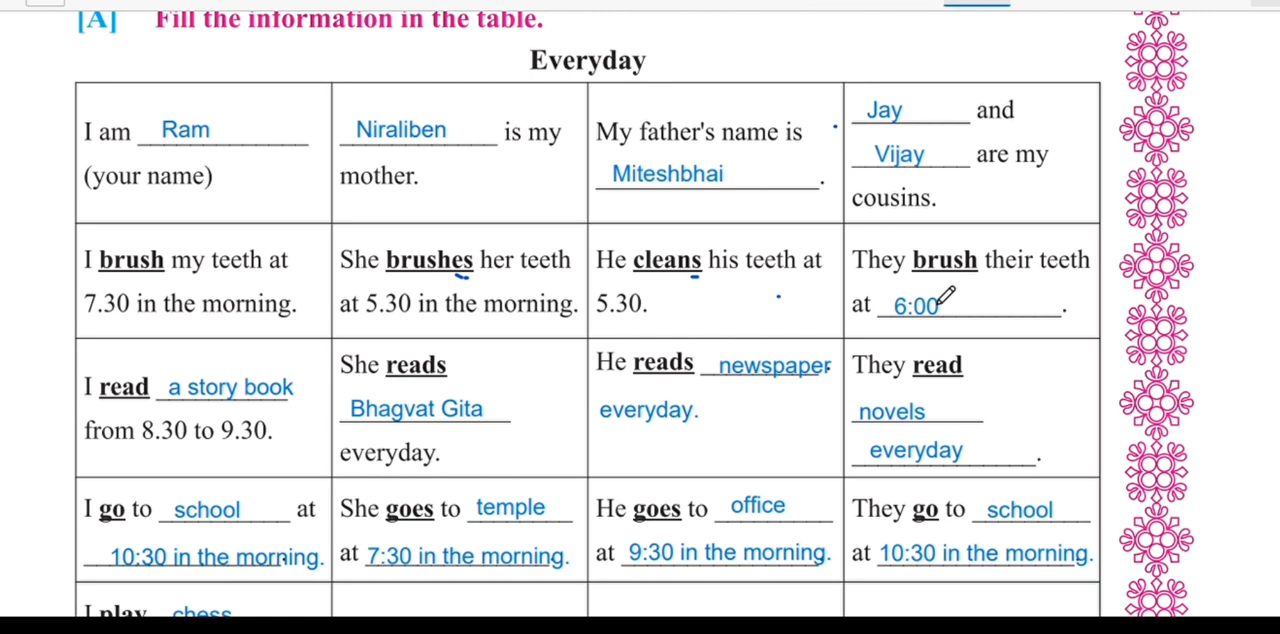 [A] Fill the information in the table.
Everyday
I am Ram
(your name)
Niraliben is my
mother.
My father's name is
Miteshbhai.
Jay and
Vijay are my
cousins.
I brush my teeth at
7.30 in the morning.
She brushes her teeth
at 5.30 in the morning.
He cleans his teeth at
5.30.
They brush their teeth
at 6:00.
I read a story book
from 8.30 to 9.30.
She reads
Bhagvat Gita
everyday.
He reads newspaper
everyday.
They read
novels
everyday.
I go to school at
10:30 in the morning.
She goes to temple
at 7:30 in the morning.
He goes to office
at 9:30 in the morning.
They go to school
at 10:30 in the morning.
I play chess